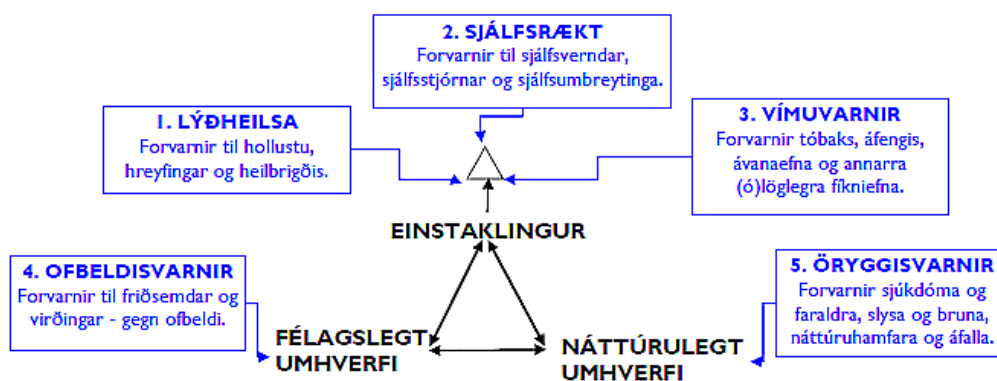 2. SJÁLFSRÆKT
Forvarnir til sjálfsverndar,
sjálfsstjórnar og sjálfsumbreytinga.
1. LÝÐHEILSA
Forvarnir til hollustu,
hreyfingar og heilbrigðis.
3. VÍMUVARNIR
Forvarnir tóbaks, áfengis,
ávanaefna og annarra
(ó)löglegra fíkniefna.
EINSTAKLINGUR
4. OFBELDISVARNIR
Forvarnir til friðsemdar og
virðingar - gegn ofbeldi.
5. ÖRYGGISVARNIR
Forvarnir sjúkdóma og
faraldra, slysa og bruna,
náttúruhamfara og áfalla.
FÉLAGSLEGT
UMHVERFI
NÁTTÚRULEGT
UMHVERFI